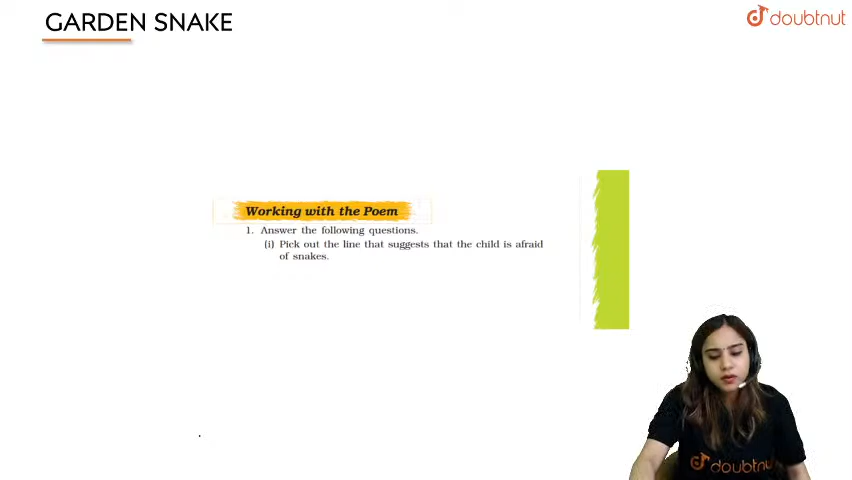 GARDEN SNAKE
doubtnut
Working with the Poem
1. Answer the following questions.
(i) Pick out the line that suggests that the child is afraid
of snakes.
doubtnut